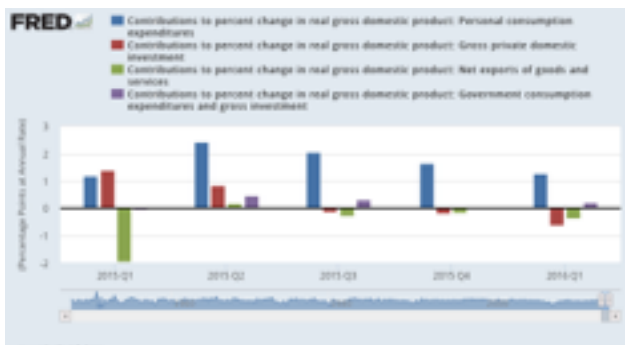 FRED
Contributions to percent change in real gross domestic product: Personal consumption
expenditures
Contributions to percent change in real gross domestic product: Gross private domestic
investment
Contributions to percent change in real gross domestic product: Net exports of goods and
services
Contributions to percent change in real gross domestic product: Government consumption
expenditures and gross investment
(Percentage Points at Annual Rate)
3
2
1
0
-1
-2
2015 Q1
2015 Q2
2015 Q3
2015 Q4
2016 Q1